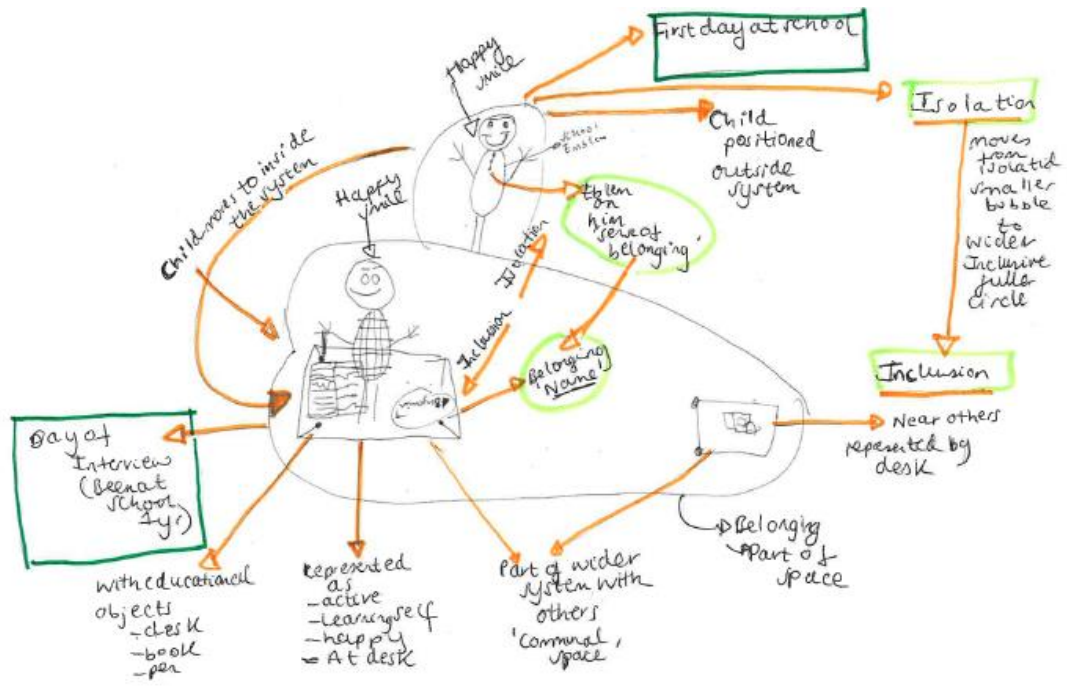 First day at school
Happy
smile
Isolation
School
Emblem
Child
positioned
outside
system
moves
from
isolated
smaller
bubble
to
wider
Inclusive
fuller
circle
Child moves to inside
the system
Happy
smile
on
him
'sense of
belonging'
Isolation
Inclusion
Belonging
'Name'
Inclusion
Near others
represented by
desk
Day of
Interview
(Been at
school
1yr)
Belonging
Part of
space
with educational
objects
-desk
-book
-pen
represented
as
-active
-learning self
-happy
- At desk
Part of wider
system with
others
'Communal
space